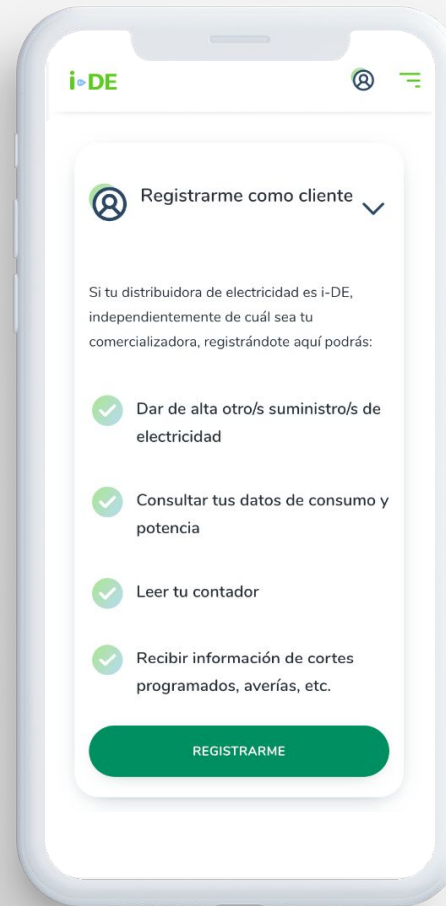 i-DE
Registrarme como cliente
Si tu distribuidora de electricidad es i-DE,
independientemente de cuál sea tu
comercializadora, registrándote aquí podrás:
Dar de alta otro/s suministro/s de
electricidad
Consultar tus datos de consumo y
potencia
Leer tu contador
Recibir información de cortes
programados, averías, etc.
REGISTRARME